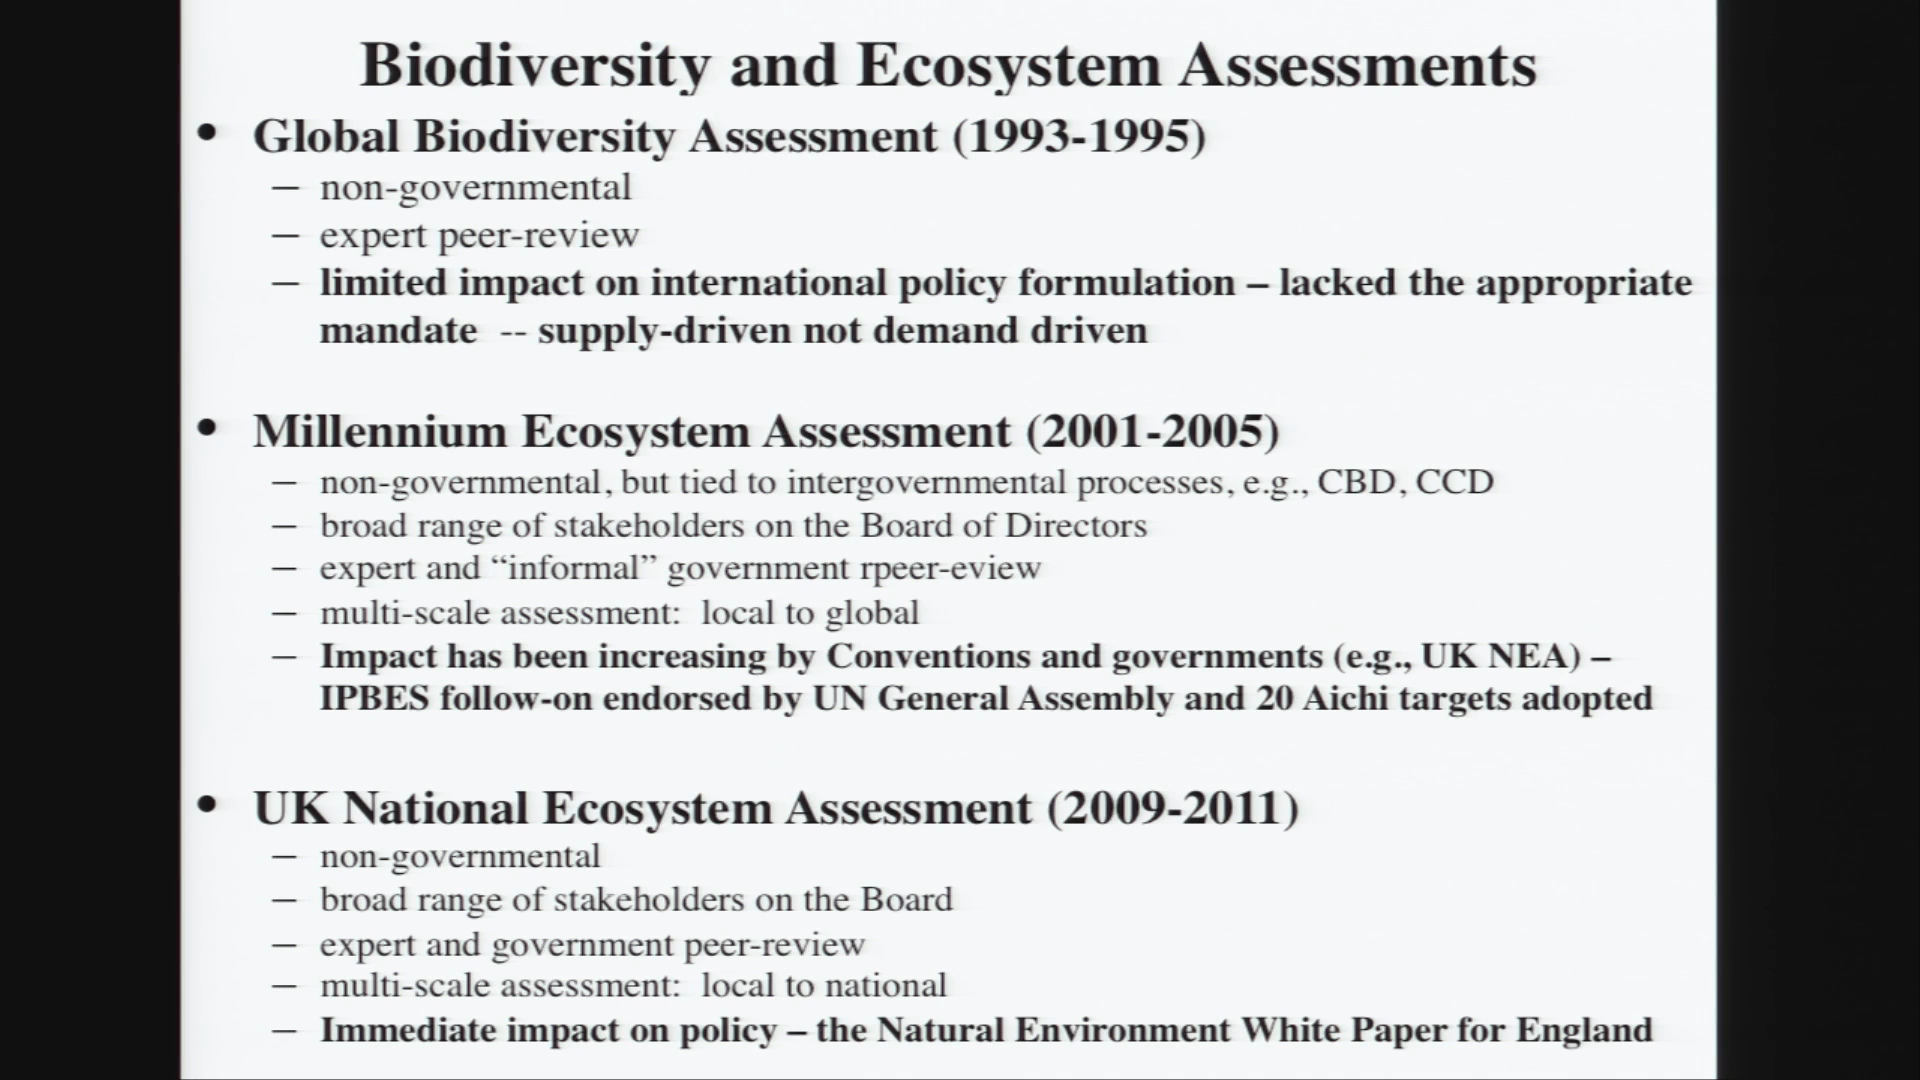 Biodiversity and Ecosystem Assessments
• Global Biodiversity Assessment (1993-1995)
– non-governmental
– expert peer-review
– limited impact on international policy formulation – lacked the appropriate
mandate -- supply-driven not demand driven
• Millennium Ecosystem Assessment (2001-2005)
– non-governmental, but tied to intergovernmental processes, e.g., CBD, CCD
– broad range of stakeholders on the Board of Directors
– expert and “informal” government rpeer-eview
– multi-scale assessment: local to global
– Impact has been increasing by Conventions and governments (e.g., UK NEA) –
IPBES follow-on endorsed by UN General Assembly and 20 Aichi targets adopted
• UK National Ecosystem Assessment (2009-2011)
– non-governmental
– broad range of stakeholders on the Board
– expert and government peer-review
– multi-scale assessment: local to national
– Immediate impact on policy – the Natural Environment White Paper for England